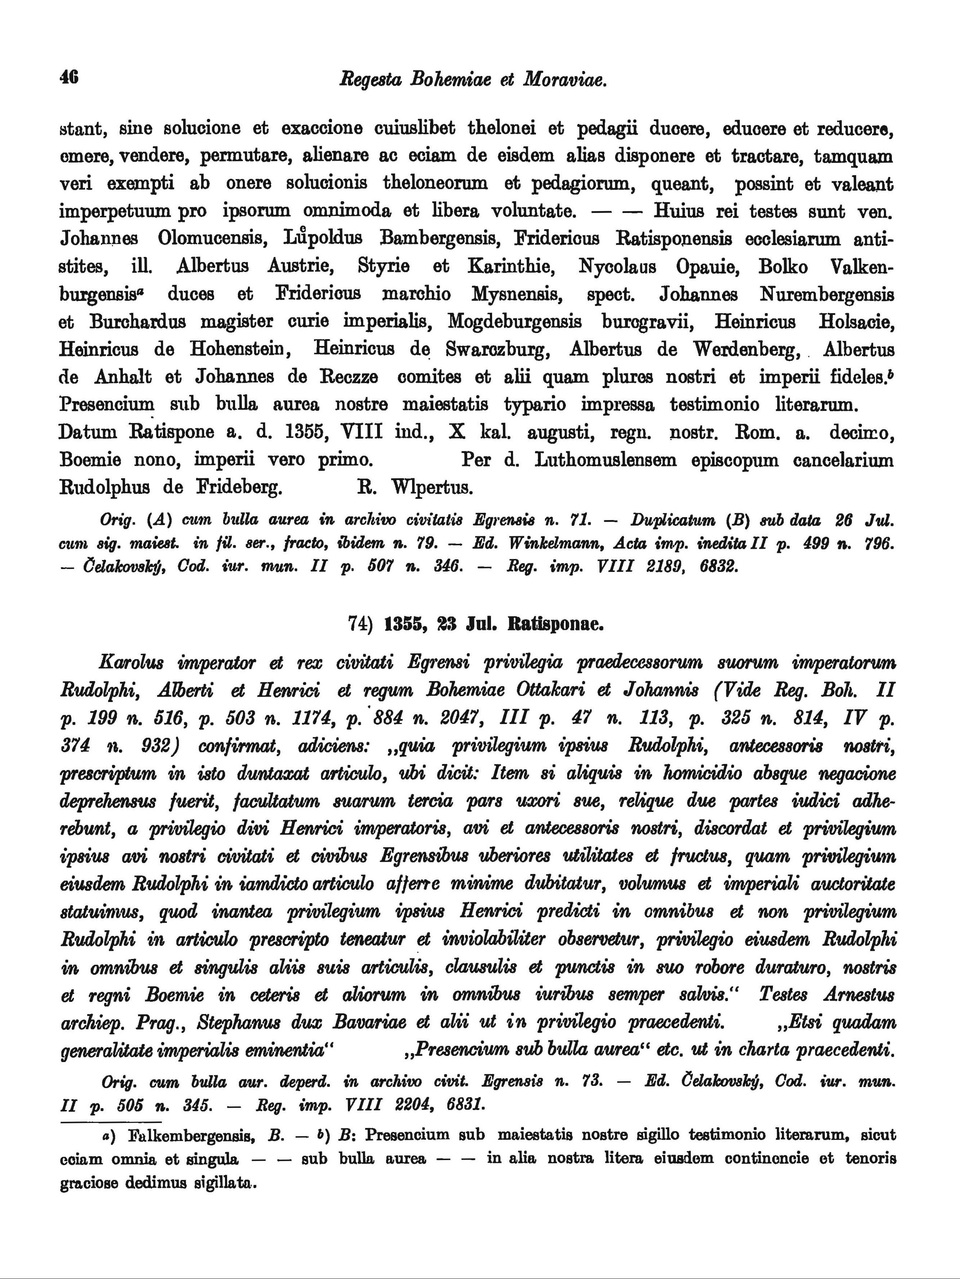 46
Regesta Bohemiae et Moraviae.
stant, sine solucione et exaccione cuiuslibet thelonei et pedagii ducere, educere et reducere,
emere, vendere, permutare, alienare ac eciam de eisdem alias disponere et tractare, tamquam
veri exempti ab onere solucionis theloneorum et pedagiorum, queant, possint et valeant
imperpetuum pro ipsorum omnimoda et libera voluntate. — — Huius rei testes sunt ven.
Johannes Olomucensis, Lůpoldus Bambergensis, Fridericus Ratisponensis ecclesiarum anti-
stites, ill. Albertus Austrie, Styrie et Karinthie, Nycolaus Opauie, Bolko Valken-
burgensisᵃ duces et Fridericus marchio Mysnensis, spect. Johannes Nurembergensis
et Burchardus magister curie imperialis, Mogdeburgensis burcgravii, Heinricus Holsacie,
Heinricus de Hohenstein, Heinricus de Swarczburg, Albertus de Werdenberg, Albertus
de Anhalt et Johannes de Reczze comites et alii quam plures nostri et imperii fideles.ᵇ
Presencium sub bulla aurea nostre maiestatis typario impressa testimonio literarum.
Datum Ratispone a. d. 1355, VIII ind., X kal. augusti, regn. nostr. Rom. a. decimo,
Boemie nono, imperii vero primo. Per d. Luthomuslensem episcopum cancelarium
Rudolphus de Frideberg. R. Wlpertus.
Orig. (A) cum bulla aurea in archivo civitatis Egrensis n. 71. — Duplicatum (B) sub data 26 Jul.
cum sig. maiest. in fil. ser., fracto, ibidem n. 79. — Ed. Winkelmann, Acta imp. inedita II p. 499 n. 796.
— Čelakovský, Cod. iur. mun. II p. 507 n. 346. — Reg. imp. VIII 2189, 6832.
74) 1355, 23 Jul. Ratisponae.
Karolus imperator et rex civitati Egrensi privilegia praedecessorum suorum imperatorum
Rudolphi, Alberti et Henrici et regum Bohemiae Ottakari et Johannis (Vide Reg. Boh. II
p. 199 n. 516, p. 503 n. 1174, p. 884 n. 2047, III p. 47 n. 113, p. 325 n. 814, IV p.
374 n. 932) confirmat, adiciens: „quia privilegium ipsius Rudolphi, antecessoris nostri,
prescriptum in isto duntaxat articulo, ubi dicit: Item si aliquis in homicidio absque negacione
deprehensus fuerit, facultatum suarum tercia pars uxori sue, relique due partes iudici adhe-
rebunt, a privilegio divi Henrici imperatoris, avi et antecessoris nostri, discordat et privilegium
ipsius avi nostri civitati et civibus Egrensibus uberiores utilitates et fructus, quam privilegium
eiusdem Rudolphi in iamdicto articulo afferre minime dubitatur, volumus et imperiali auctoritate
statuimus, quod inantea privilegium ipsius Henrici predicti in omnibus et non privilegium
Rudolphi in articulo prescripto teneatur et inviolabiliter observetur, privilegio eiusdem Rudolphi
in omnibus et singulis aliis suis articulis, clausulis et punctis in suo robore duraturo, nostris
et regni Boemie in ceteris et aliorum in omnibus iuribus semper salvis.“ Testes Arnestus
archiep. Prag., Stephanus dux Bavariae et alii ut in privilegio praecedenti. „Etsi quadam
generalitate imperialis eminentia“ „Presencium sub bulla aurea“ etc. ut in charta praecedenti.
Orig. cum bulla aur. deperd. in archivo civit. Egrensis n. 73. — Ed. Čelakovský, Cod. iur. mun.
II p. 505 n. 345. — Reg. imp. VIII 2204, 6831.
ᵃ) Falkembergensis, B. — ᵇ) B: Presencium sub maiestatis nostre sigillo testimonio literarum, sicut
eciam omnia et singula — — sub bulla aurea — — in alia nostra litera eiusdem continencie et tenoris
graciose dedimus sigillata.